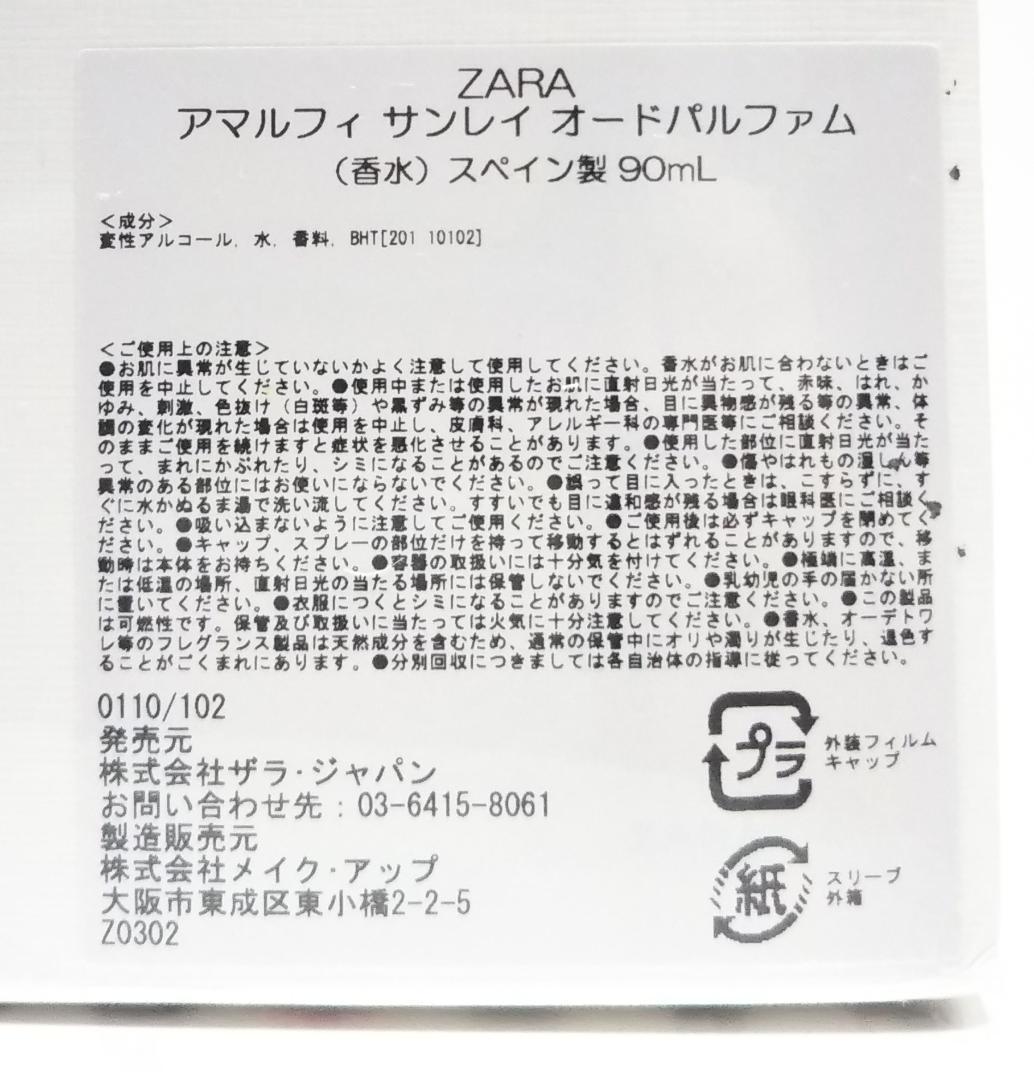 ZARA
アマルフィ サンレイ オードパルファム
（香水）スペイン製 90mL
＜成分＞
変性アルコール, 水, 香料, BHT[201 10102]
＜ご使用上の注意＞
●お肌に異常が生じていないかよく注意して使用してください。香水がお肌に合わないときはご
使用を中止してください。●使用中または使用したお肌に直射日光が当たって、赤味、はれ、か
ゆみ、刺激、色抜け（白斑等）や黒ずみ等の異常が現れた場合、目に異物感が残る等の異常、体
調の変化が現れた場合は使用を中止し、皮膚科、アレルギー科の専門医等にご相談ください。そ
のままご使用を続けますと症状を悪化させることがあります。●使用した部位に直射日光が当た
って、まれにかぶれたり、シミになることがあるのでご注意ください。●傷やはれもの湿しん等
異常のある部位にはお使いにならないでください。●誤って目に入ったときは、こすらずに、す
ぐに水かぬるま湯で洗い流してください。すすいでも目に違和感が残る場合は眼科医にご相談く
ださい。●吸い込まないように注意してご使用ください。●ご使用後は必ずキャップを閉めてく
ださい。●キャップ、スプレーの部位だけを持って移動するとはずれることがありますので、移
動時は本体をお持ちください。●容器の取扱いには十分気を付けてください。●極端に高温、ま
たは低温の場所、直射日光の当たる場所には保管しないでください。●乳幼児の手の届かない所
に置いてください。●衣服につくとシミになることがありますのでご注意ください。●この製品
は可燃性です。保管及び取扱いに当たっては火気に十分注意してください。●香水、オーデトワ
レ等のフレグランス製品は天然成分を含むため、通常の保管中にオリや濁りが生じたり、退色す
ることがごくまれにあります。●分別回収につきましては各自治体の指導に従ってください。
0110/102
発売元
株式会社ザラ・ジャパン
お問い合わせ先：03-6415-8061
製造販売元
株式会社メイク・アップ
大阪市東成区東小橋2-2-5
Z0302
プラ
外装フィルム
キャップ
紙
スリーブ
外箱